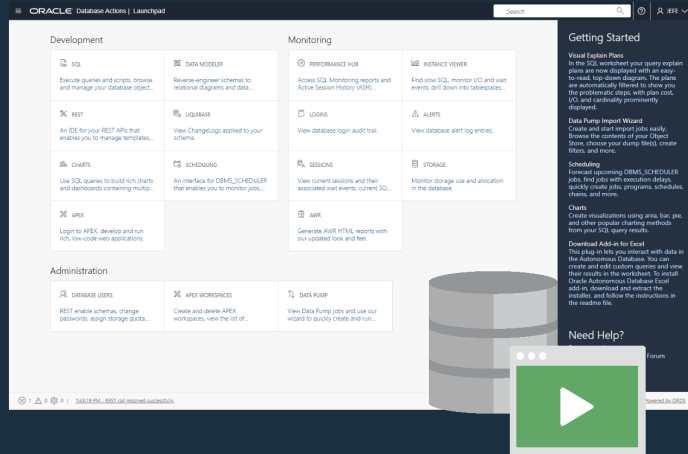 ORACLE Database Actions | Launchpad
Search
JEFE
Development
SQL
Execute queries and scripts, browse
and manage your database object...
DATA MODELER
Reverse-engineer schemas to
relational diagrams and data...
REST
An IDE for your REST APIs that
enables you to manage templates,...
LIQUIBASE
View ChangeLogs applied to your
schema.
CHARTS
Use SQL queries to build rich charts
and dashboards containing multip...
SCHEDULING
An interface for DBMS_SCHEDULER
that enables you to monitor jobs,...
APEX
Login to APEX, develop and run
rich, low-code web applications.
Monitoring
PERFORMANCE HUB
Access SQL Monitoring reports and
Active Session History (ASH)...
INSTANCE VIEWER
Find slow SQL, monitor I/O and wait
events, drill down into tablespaces...
LOGINS
View database login audit trail.
ALERTS
View database alert log entries.
SESSIONS
View current sessions and their
associated wait events, current SQ...
STORAGE
Monitor storage use and allocation
in the database.
AWR
Generate AWR HTML reports with
our updated look and feel.
Administration
DATABASE USERS
REST enable schemas, change
passwords, assign storage quota,...
APEX WORKSPACES
Create and delete APEX
workspaces, view the list of...
DATA PUMP
View Data Pump jobs and use our
wizard to quickly create and run...
Getting Started
Visual Explain Plans
In the SQL worksheet your query explain
plans are now displayed with an easy-
to-read, top-down diagram. The plans
are automatically filtered to show you
the problematic steps, with plan cost,
I/O, and cardinality prominently
displayed.
Data Pump Import Wizard
Create and start import jobs easily.
Browse the contents of your Object
Store, choose your dump file(s), create
filters, and more.
Scheduling
Forecast upcoming DBMS_SCHEDULER
jobs, find jobs with execution delays,
quickly create jobs, programs, schedules,
chains, and more.
Charts
Create visualizations using area, bar, pie,
and other popular charting methods
from your SQL query results.
Download Add-in for Excel
This plug-in lets you interact with data in
the Autonomous Database. You can
create and edit custom queries and view
their results in the worksheet. To install
Oracle Autonomous Database Excel
add-in, download and extract the
installer, and follow the instructions in
the readme file.
Need Help?
Forum
1 0 0 | 1:43:19 PM - REST call resolved successfully.
Powered by ORDS